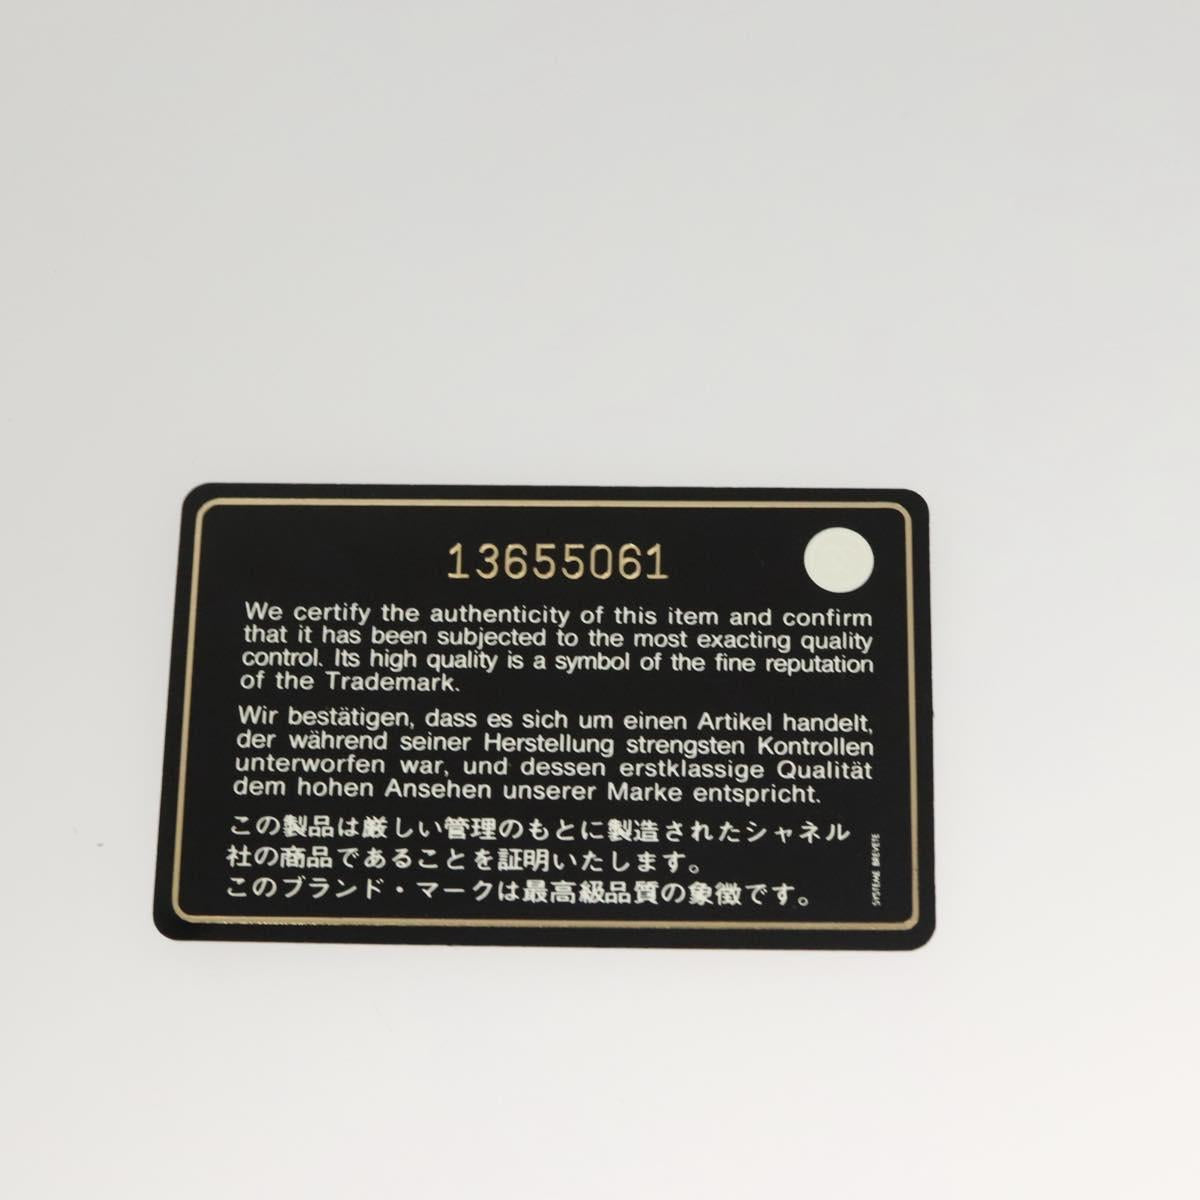 13655061
We certify the authenticity of this item and confirm
that it has been subjected to the most exacting quality
control. Its high quality is a symbol of the fine reputation
of the Trademark.
Wir bestätigen, dass es sich um einen Artikel handelt,
der während seiner Herstellung strengsten Kontrollen
unterworfen war, und dessen erstklassige Qualität
dem hohen Ansehen unserer Marke entspricht.
この製品は厳しい管理のもとに製造されたシャネル
社の商品であることを証明いたします。
このブランド・マークは最高級品質の象徴です。
SYSTEME BREVETE